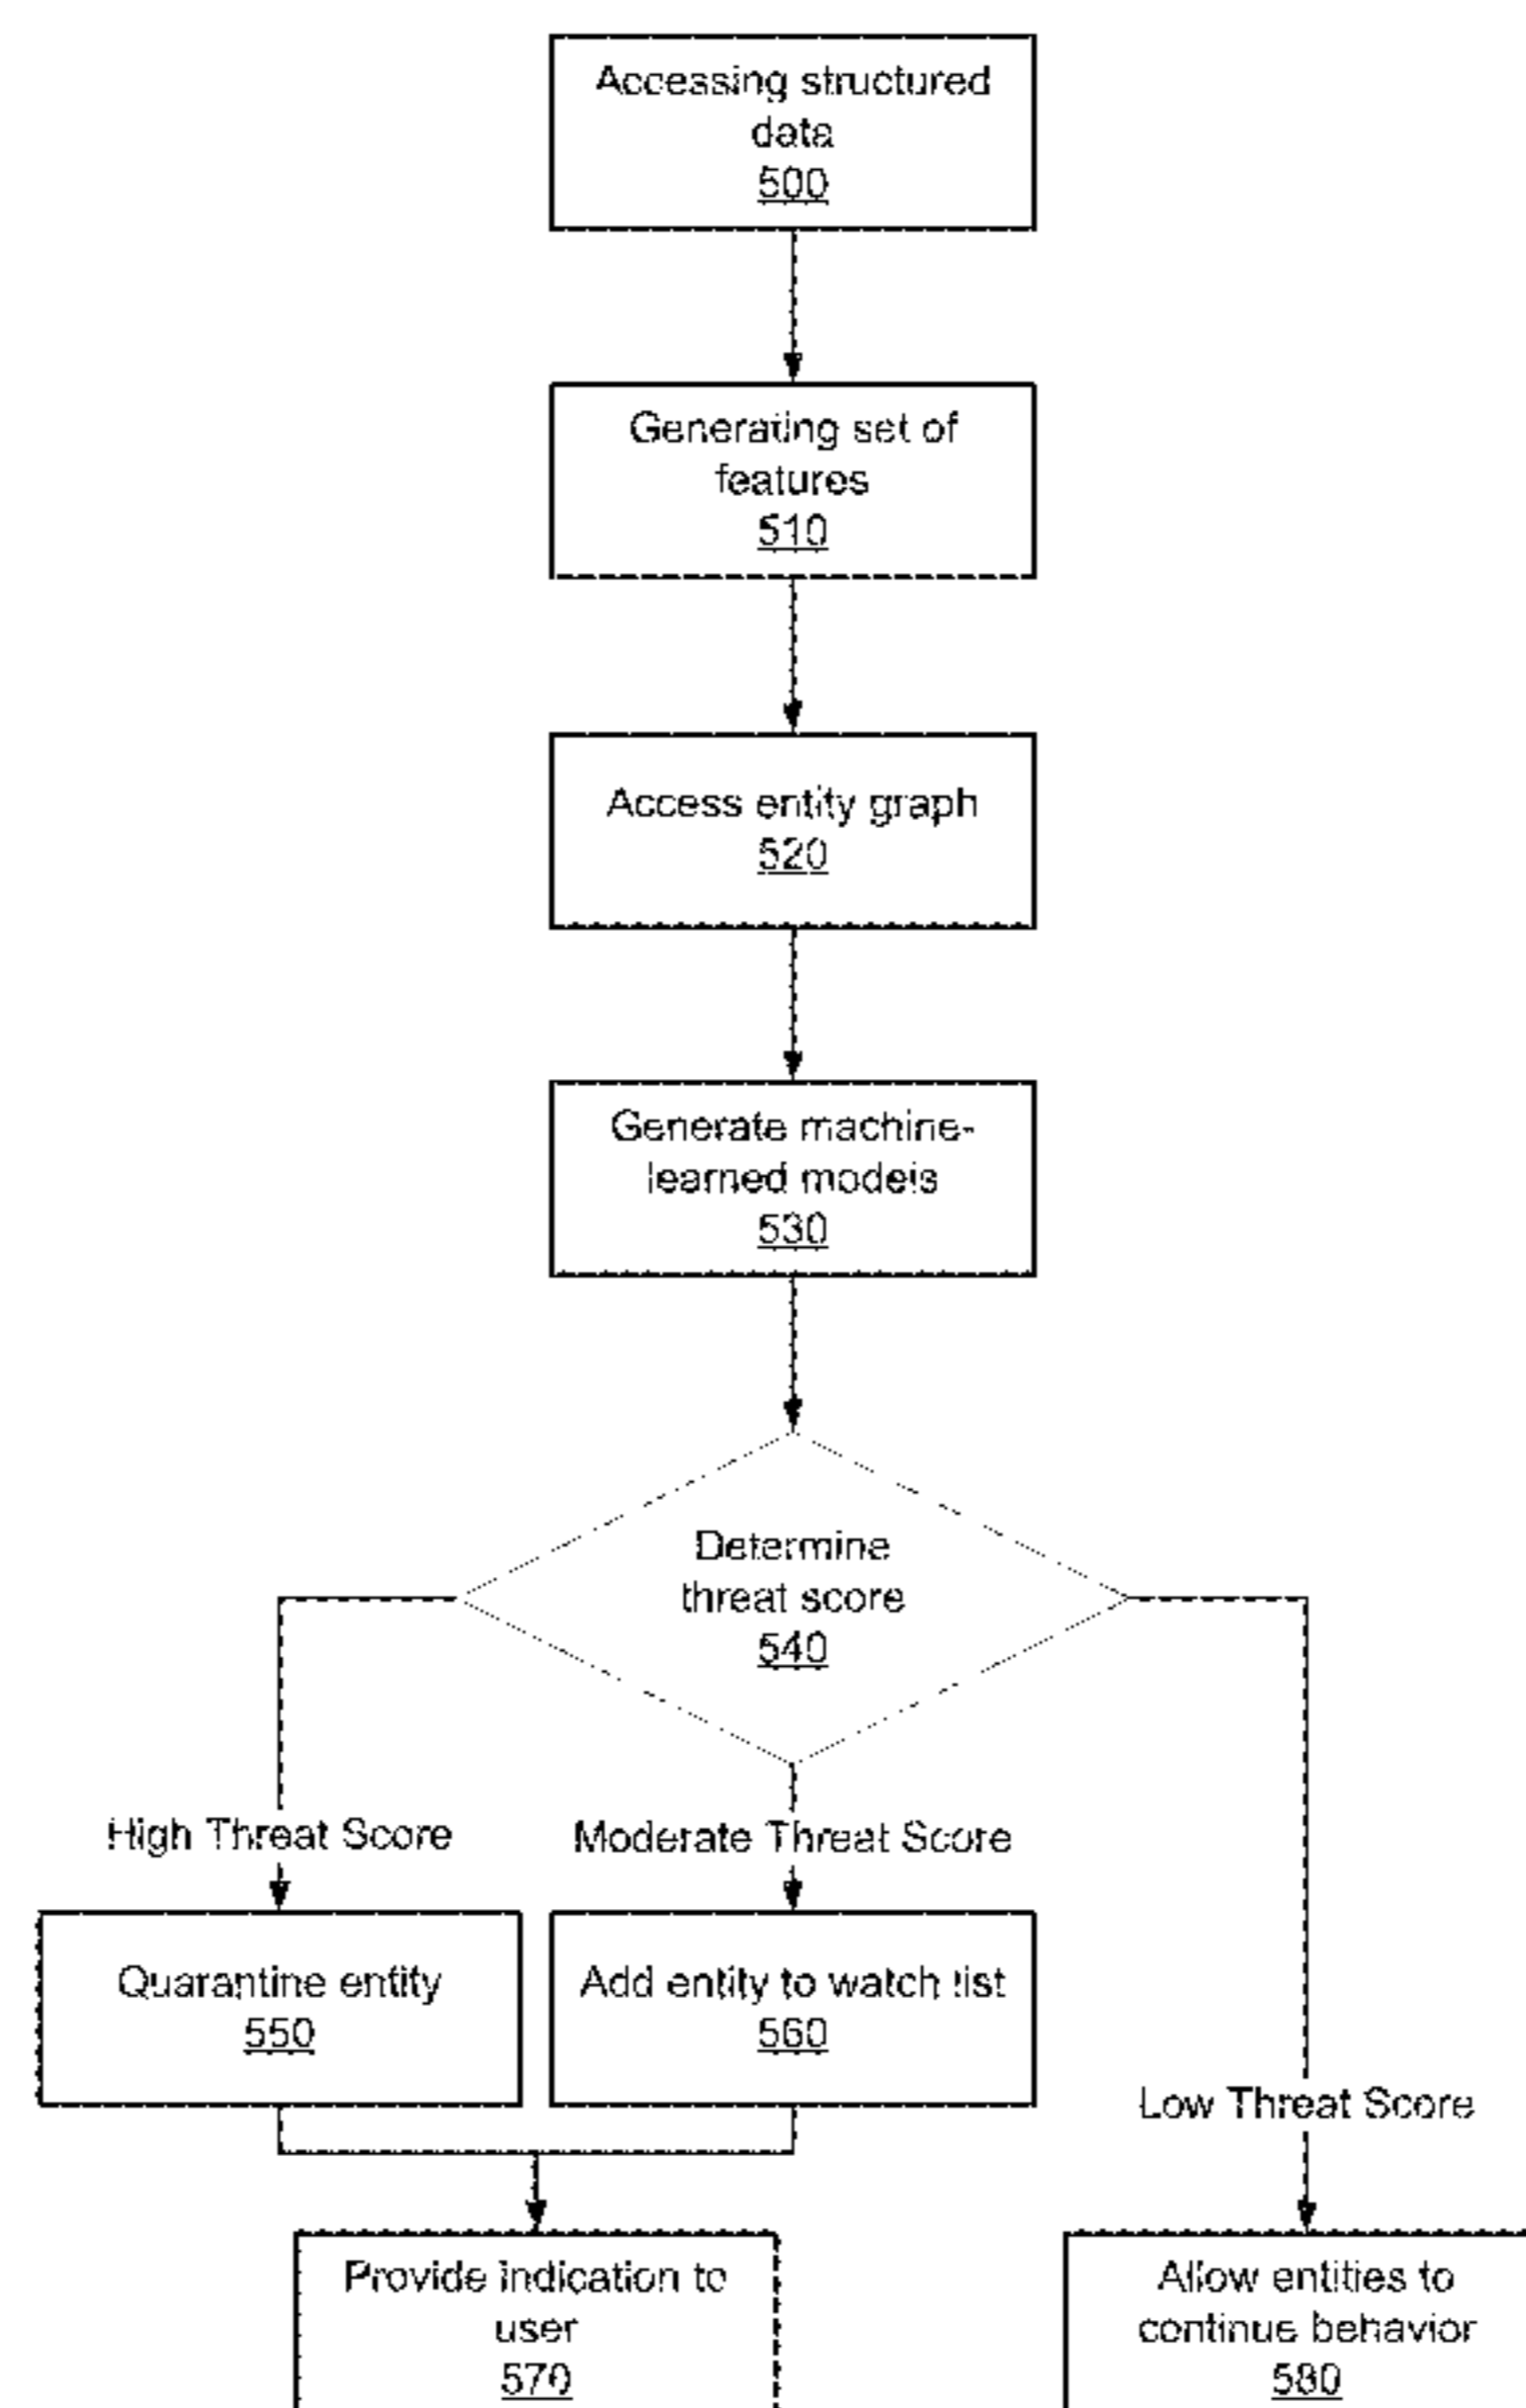 Accessing structured
data
500
Generating set of
features
510
Access entity graph
520
Generate machine-
learned models
530
Determine
threat score
540
High Threat Score
Moderate Threat Score
Quarantine entity
550
Add entity to watch list
560
Low Threat Score
Provide indication to
user
570
Allow entities to
continue behavior
580